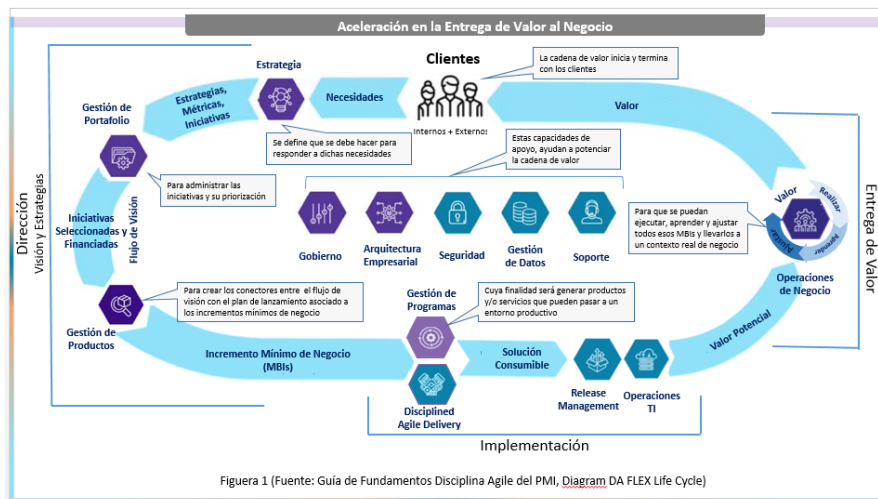 Aceleración en la Entrega de Valor al Negocio
Clientes
La cadena de valor inicia y termina
con los clientes
Estrategia
Gestión de
Portafolio
Estrategias,
Métricas,
Iniciativas
Necesidades
Valor
Internos + Externos
Se define que se debe hacer para
responder a dichas necesidades
Estas capacidades de
apoyo, ayudan a potenciar
la cadena de valor
Para administrar las
iniciativas y su priorización
Dirección
Visión y Estrategias
Iniciativas
Seleccionadas y
Financiadas
Flujo de Visión
Gobierno
Arquitectura
Empresarial
Seguridad
Gestión
de Datos
Soporte
Para que se puedan
ejecutar, aprender y ajustar
todos esos MBIs y llevarlos a
un contexto real de negocio
Valor
Realizar
Aprender
Ajustar
Operaciones
de Negocio
Entrega de Valor
Para crear los conectores entre el flujo de
visión con el plan de lanzamiento asociado a
los incrementos mínimos de negocio
Gestión de
Programas
Cuya finalidad será generar productos
y/o servicios que pueden pasar a un
entorno productivo
Gestión de
Productos
Incremento Mínimo de Negocio
(MBIs)
Solución
Consumible
Valor Potencial
Disciplined
Agile Delivery
Release
Management
Operaciones
TI
Implementación
Figuera 1 (Fuente: Guía de Fundamentos Disciplina Agile del PMI, Diagram DA FLEX Life Cycle)